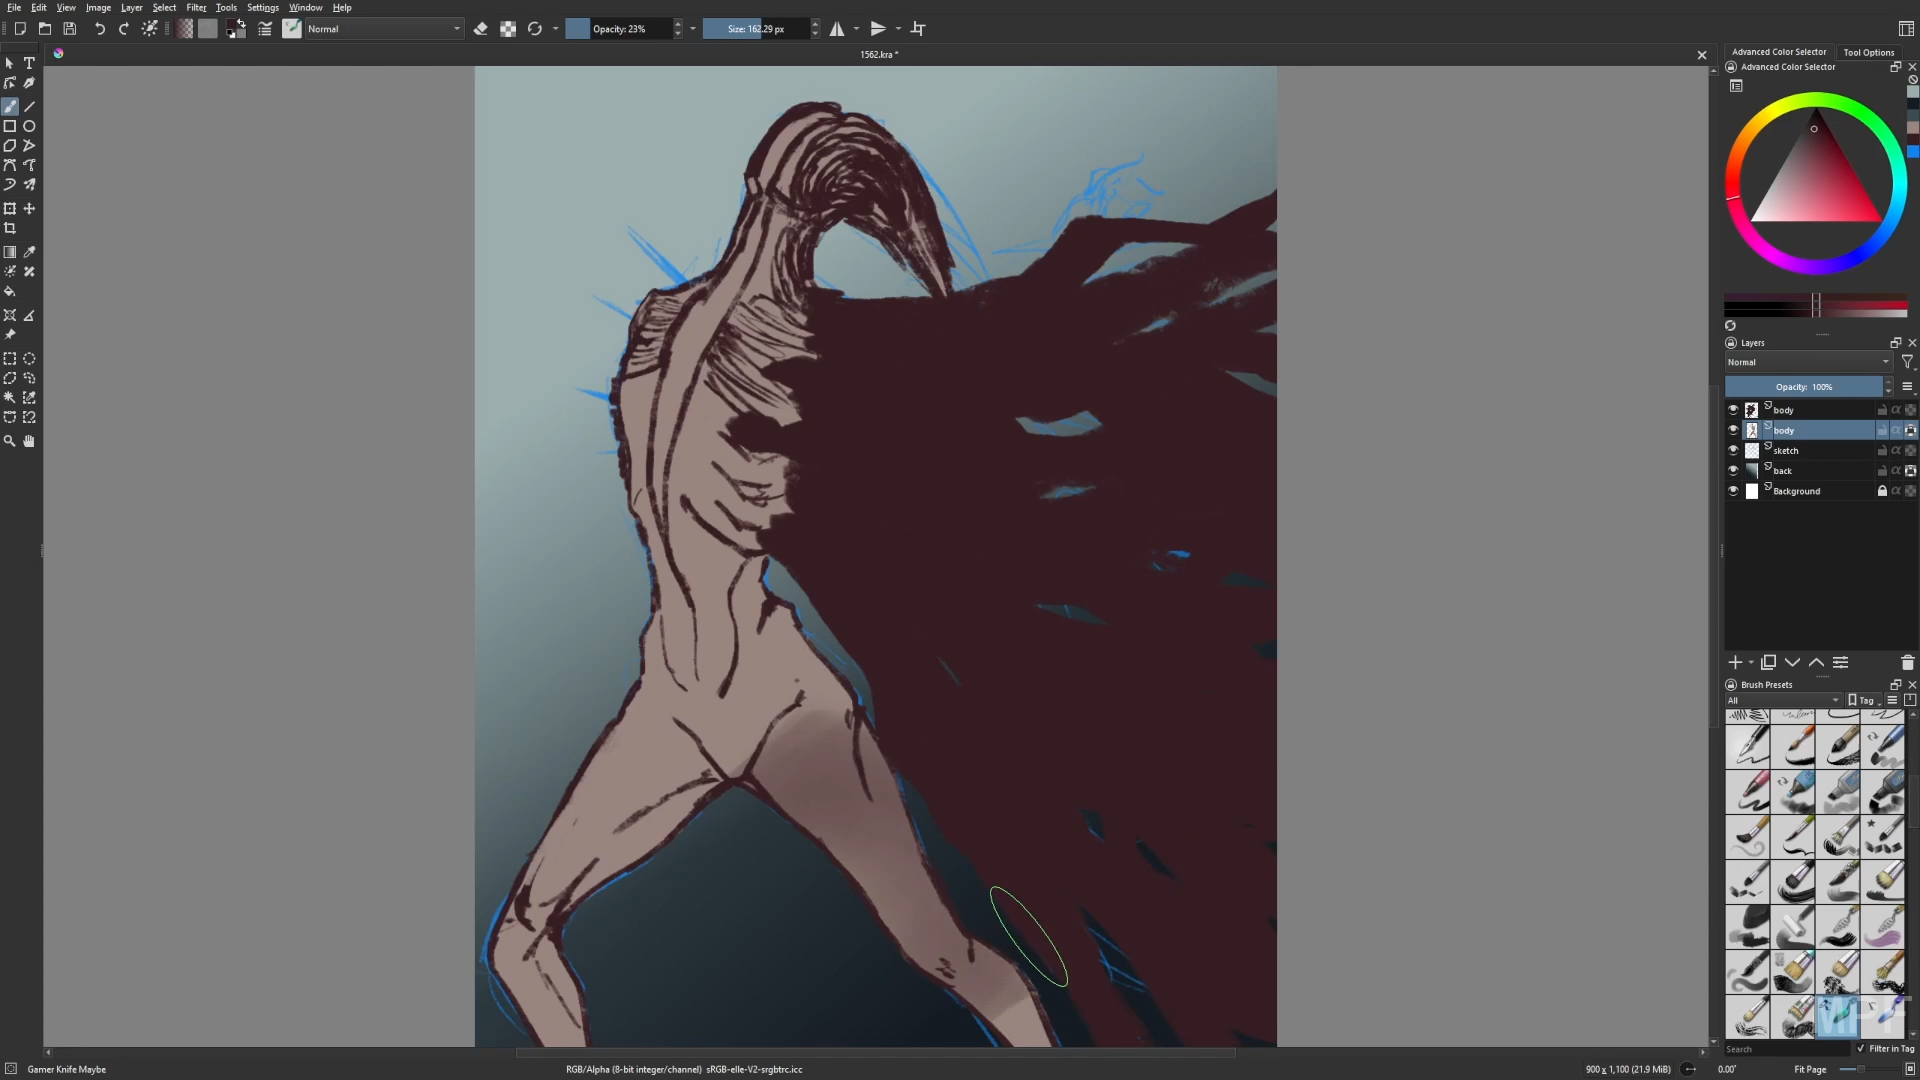 File Edit View Image Layer Select Filter Tools Settings Window Help
Normal Opacity: 23% Size: 162.29 px
1562.kra *
Advanced Color Selector Tool Options
Advanced Color Selector
Layers
Normal
Opacity: 100%
body
body
sketch
back
Background
Brush Presets
All Tag
MPF
Search Filter in Tag
Gamer Knife Maybe RGB/Alpha (8-bit integer/channel) sRGB-elle-V2-srgbtrc.icc 900 x 1,100 (21.9 MiB) 0.00° Fit Page